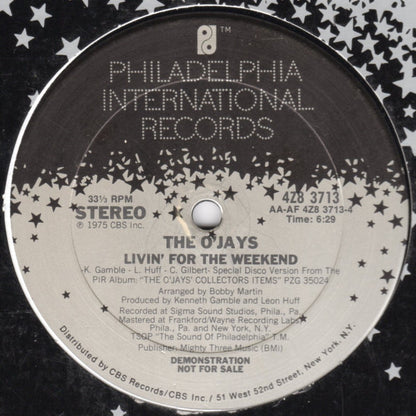 TM
PHILADELPHIA
INTERNATIONAL
RECORDS
33⅓ RPM
STEREO
℗ 1975 CBS Inc.
4Z8 3713
AA-AF 4Z8 3713-4
Time: 6:29
THE O'JAYS
LIVIN' FOR THE WEEKEND
-K. Gamble - L. Huff - C. Gilbert- Special Disco Version From The
PIR Album: "THE O'JAYS' COLLECTORS ITEMS" PZG 35024
Arranged by Bobby Martin
Produced by Kenneth Gamble and Leon Huff
Recorded at Sigma Sound Studios, Phila., Pa.
Mastered at Frankford/Wayne Recording Labs
Phila., Pa. and New York, N.Y.
TSOP "The Sound Of Philadelphia" T.M.
Publisher: Mighty Three Music (BMI)
DEMONSTRATION
NOT FOR SALE
Distributed by CBS Records/CBS Inc./ 51 West 52nd Street, New York, N.Y.